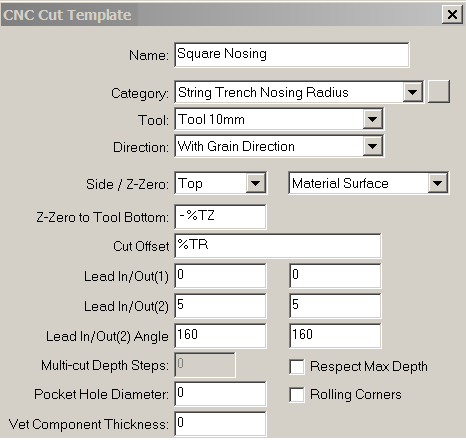 CNC Cut Template
Name: Square Nosing
Category: String Trench Nosing Radius
Tool: Tool 10mm
Direction: With Grain Direction
Side / Z-Zero: Top Material Surface
Z-Zero to Tool Bottom: -%TZ
Cut Offset %TR
Lead In/Out(1) 0 0
Lead In/Out(2) 5 5
Lead In/Out(2) Angle 160 160
Multi-cut Depth Steps: 0 Respect Max Depth
Pocket Hole Diameter: 0 Rolling Corners
Vet Component Thickness: 0